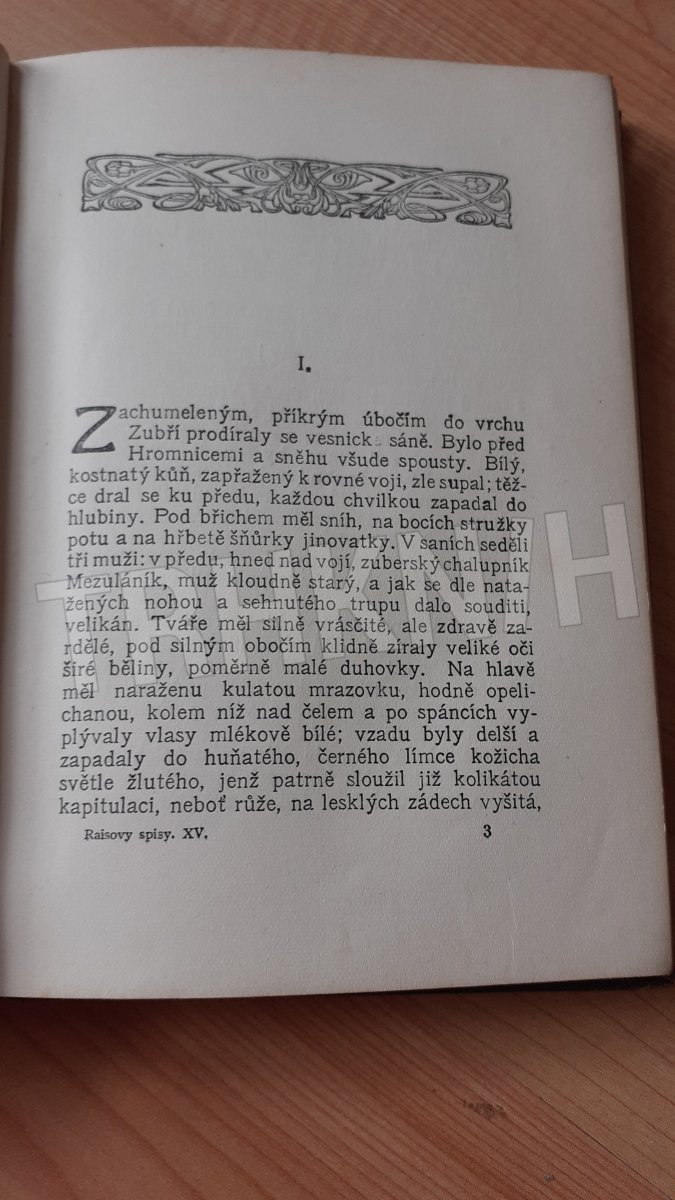 I.
Zachumeleným, příkrým úbočím do vrchu
Zubří prodíraly se vesnick sáně. Bylo před
Hromnicemi a sněhu všude spousty. Bílý,
kostnatý kůň, zapřažený k rovné voji, zle supal; těž-
ce dral se ku předu, každou chvilkou zapadal do
hlubiny. Pod břichem měl sníh, na bocích stružky
potu a na hřbetě šňůrky jinovatky. V saních seděli
tři muži: v předu, hned nad vojí, zuberský chalupník
Mezuláník, muž kloudně starý, a jak se dle nata-
žených nohou a sehnutého trupu dalo souditi,
velikán. Tváře měl silně vrásčité, ale zdravě za-
rdělé, pod silným obočím klidně zíraly veliké oči
širé běliny, poměrně malé duhovky. Na hlavě
měl naraženu kulatou mrazovku, hodně opeli-
chanou, kolem níž nad čelem a po spáncích vy-
plývaly vlasy mlékově bílé; vzadu byly delší a
zapadaly do huňatého, černého límce kožicha
světle žlutého, jenž patrně sloužil již kolikátou
kapitulaci, neboť růže, na lesklých zádech vyšitá,
Raisovy spisy. XV. 3